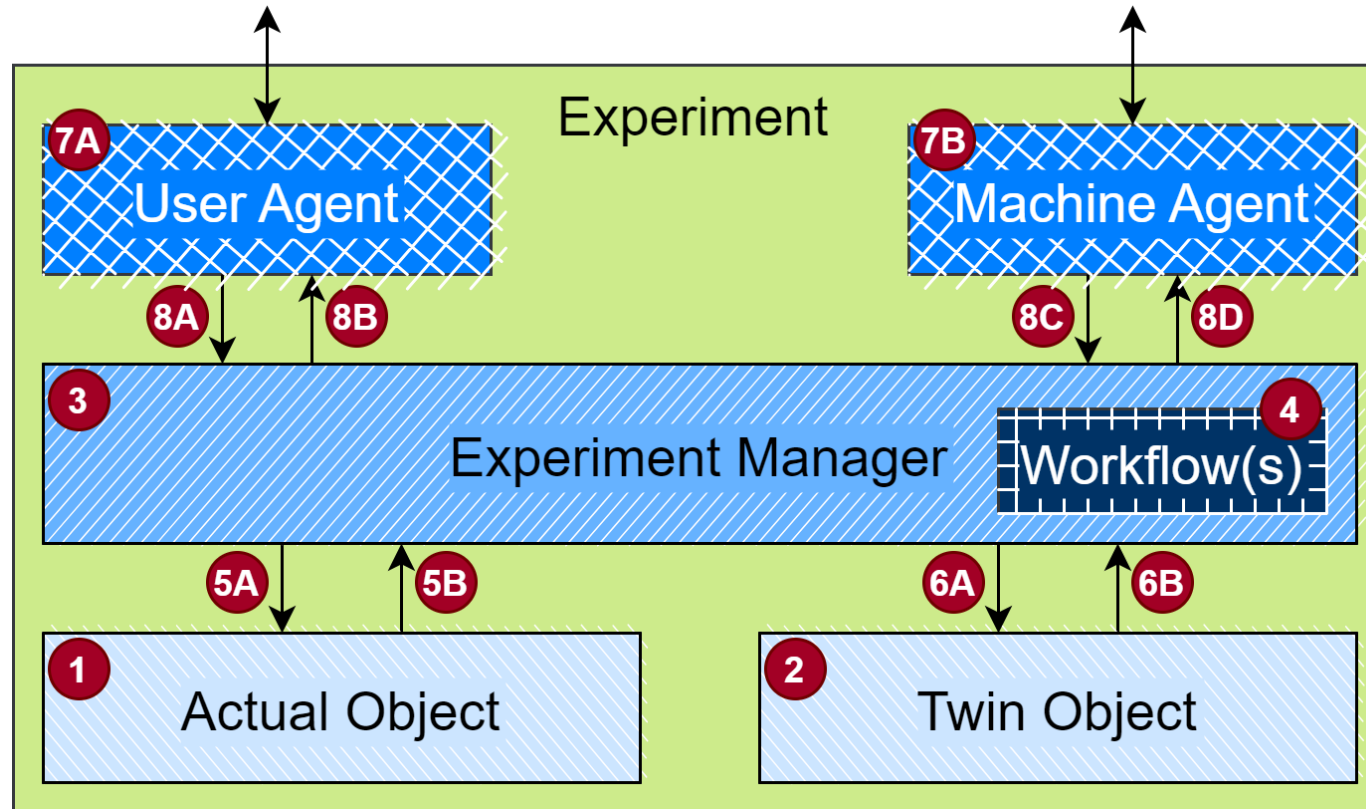 Experiment
7A
User Agent
7B
Machine Agent
8A
8B
8C
8D
3
Experiment Manager
4
Workflow(s)
5A
5B
6A
6B
1
Actual Object
2
Twin Object